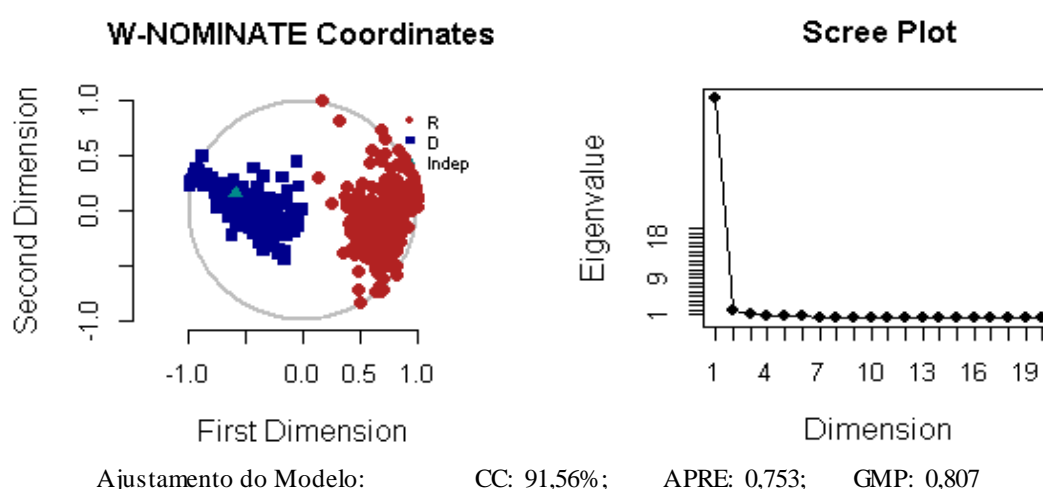 W-NOMINATE Coordinates
Second Dimension
1.0
0.5
0.0
-1.0
R
D
Indep
-1.0 0.0 0.5 1.0
First Dimension
Scree Plot
Eigenvalue
18
9
1
1 4 7 10 13 16 19
Dimension
Ajustamento do Modelo: CC: 91,56%; APRE: 0,753; GMP: 0,807